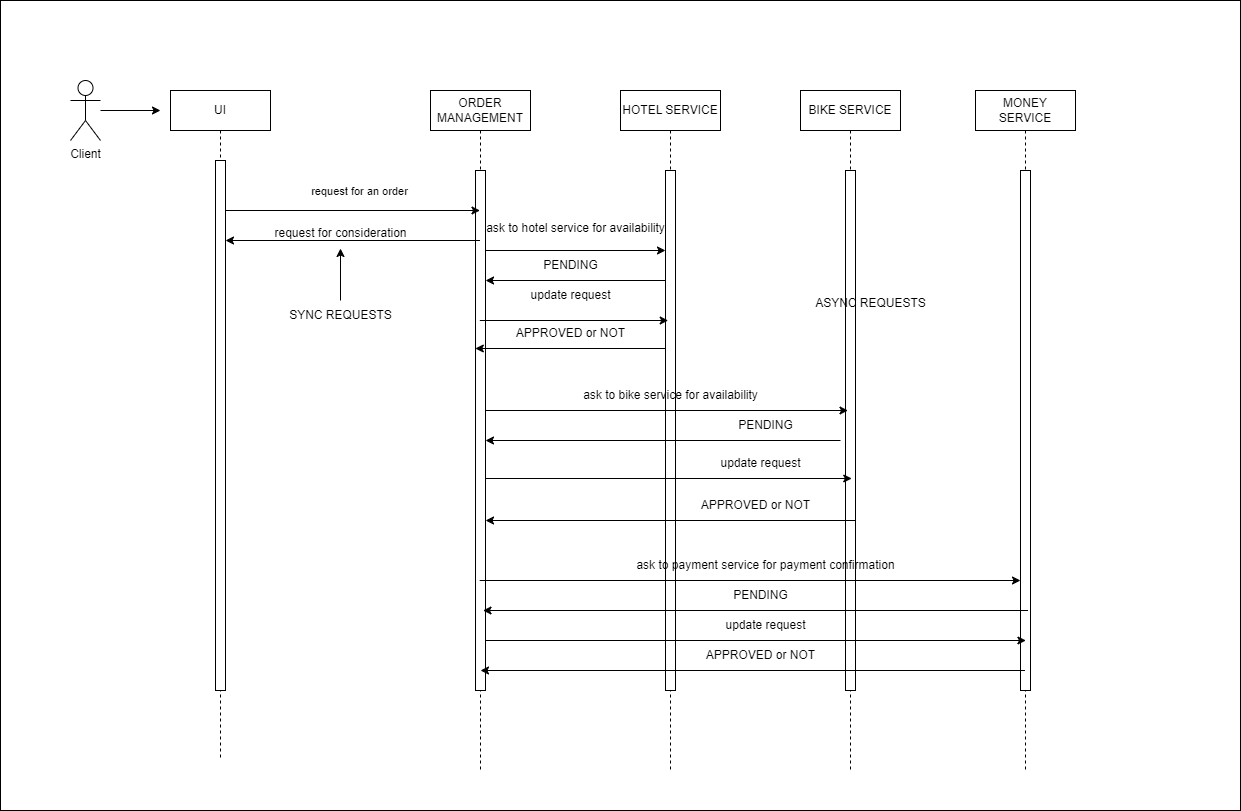 Client
UI
ORDER
MANAGEMENT
HOTEL SERVICE
BIKE SERVICE
MONEY
SERVICE
request for an order
request for consideration
ask to hotel service for availability
PENDING
update request
ASYNC REQUESTS
SYNC REQUESTS
APPROVED or NOT
ask to bike service for availability
PENDING
update request
APPROVED or NOT
ask to payment service for payment confirmation
PENDING
update request
APPROVED or NOT